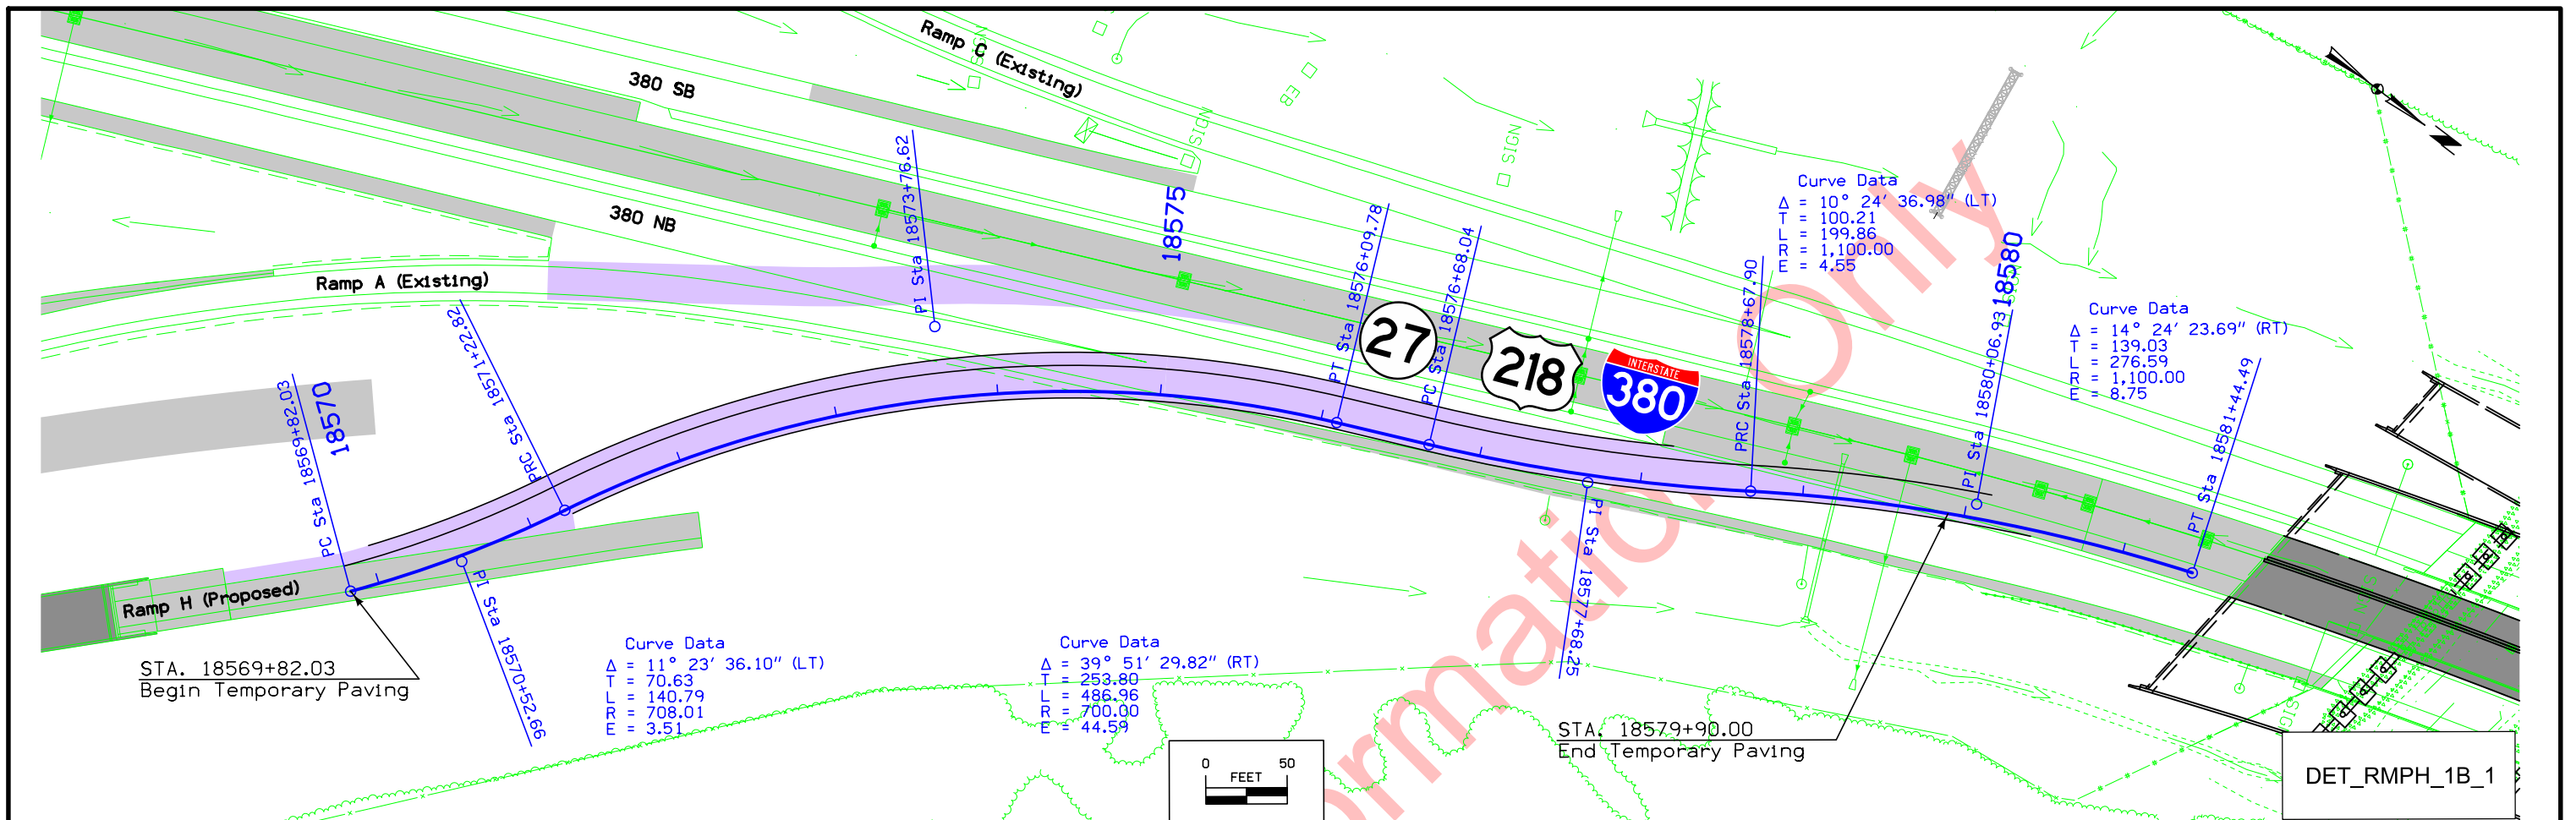 Ramp C (Existing)
380 SB
SIGN
EB
SIGN
SIGN
N
380 NB
Ramp A (Existing)
PI Sta 18573+76.62
18575
PT Sta 18576+09.78
PC Sta 18576+68.04
Curve Data
Δ = 10° 24' 36.98" (LT)
T = 100.21
L = 199.86
R = 1,100.00
E = 4.55
PRC Sta 18578+67.90
18580
PI Sta 18580+06.93
Curve Data
Δ = 14° 24' 23.69" (RT)
T = 139.03
L = 276.59
R = 1,100.00
E = 8.75
PT Sta 18581+44.49
27
218
INTERSTATE
380
PRC Sta 18571+22.82
18570
PC Sta 18569+82.03
Ramp H (Proposed)
PI Sta 18570+52.66
PI Sta 18577+68.25
STA. 18569+82.03
Begin Temporary Paving
Curve Data
Δ = 11° 23' 36.10" (LT)
T = 70.63
L = 140.79
R = 708.01
E = 3.51
Curve Data
Δ = 39° 51' 29.82" (RT)
T = 253.80
L = 486.96
R = 700.00
E = 44.59
STA. 18579+90.00
End Temporary Paving
0 50
FEET
SIGN
DET_RMPH_1B_1
ormation Only